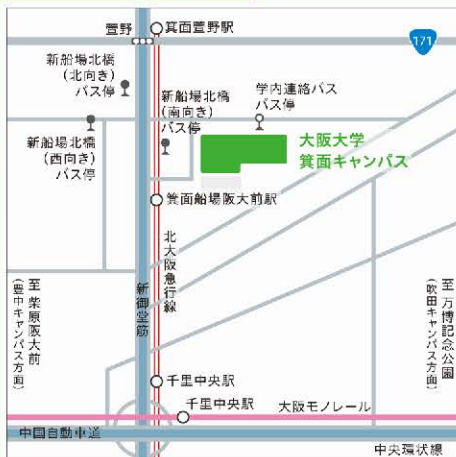 萱野
箕面萱野駅
171
新船場北橋
(北向き)
バス停
新船場北橋
(南向き)
バス停
学内連絡バス
バス停
新船場北橋
(西向き)
バス停
大阪大学
箕面キャンパス
箕面船場阪大前駅
北大阪急行線
新御堂筋
至 柴原阪大前
(豊中キャンパス方面)
至 万博記念公園
(吹田キャンパス方面)
千里中央駅
千里中央駅
大阪モノレール
中国自動車道
中央環状線